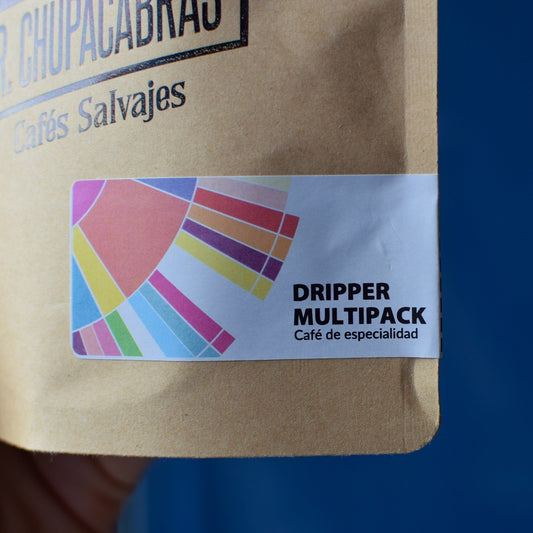 R. CHUPACABRAS
Cafés Salvajes
DRIPPER
MULTIPACK
Café de especialidad